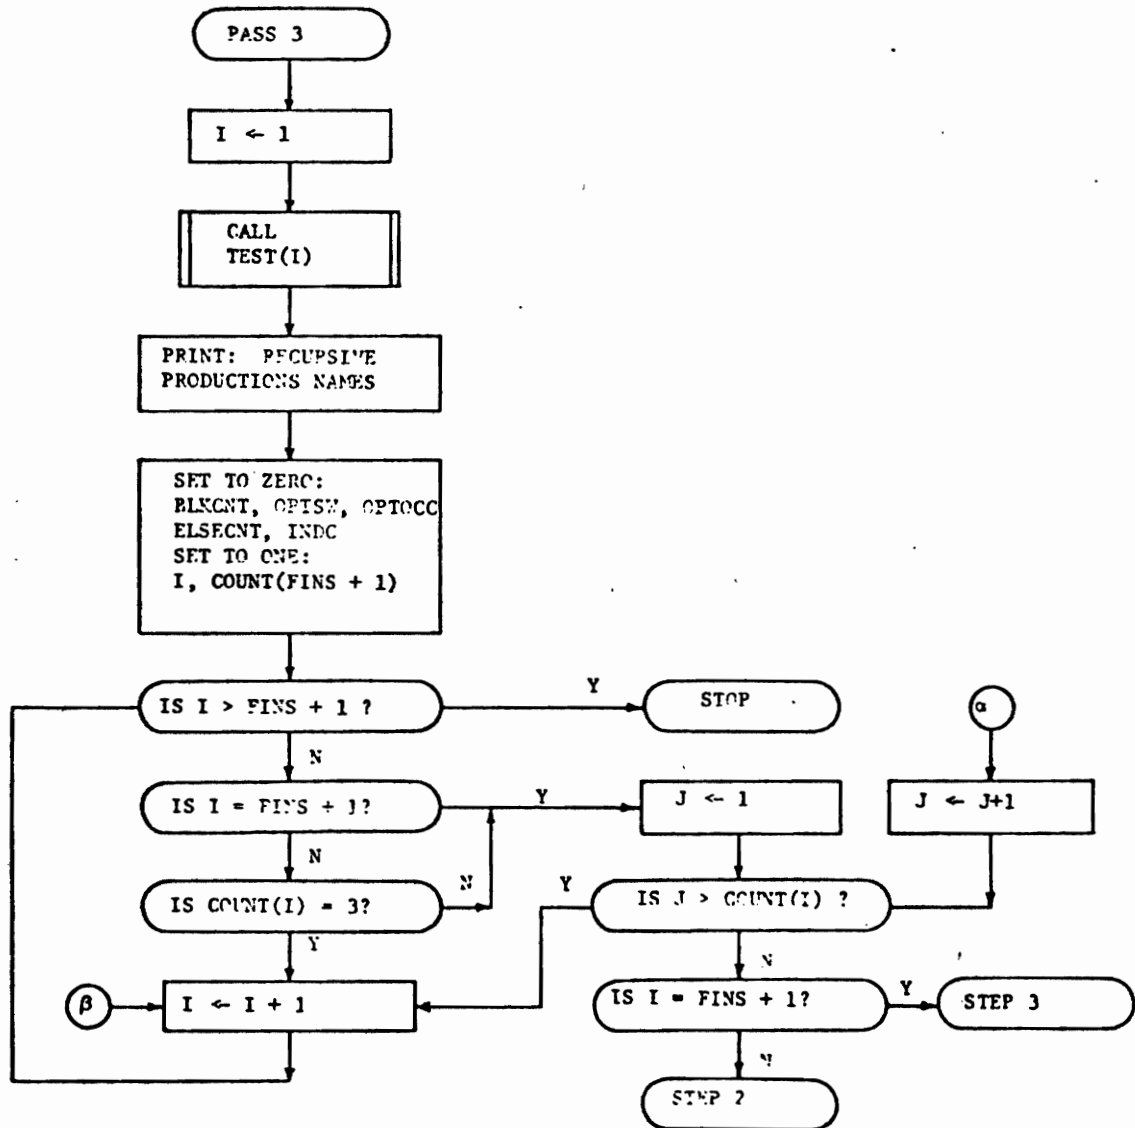 PASS 3
I ← 1
CALL
TEST(I)
PRINT: RECURSIVE
PRODUCTIONS NAMES
SET TO ZERO:
BLKCNT, OPTSW, OPTOCC
ELSECNT, INDC
SET TO ONE:
I, COUNT(FINS + 1)
IS I > FINS + 1 ?
Y
STOP
α
N
IS I = FINS + 1?
Y
J ← 1
J ← J+1
N
IS COUNT(I) = 3?
N
Y
IS J > COUNT(I) ?
Y
N
β
I ← I + 1
IS I = FINS + 1?
Y
STEP 3
N
STEP 2